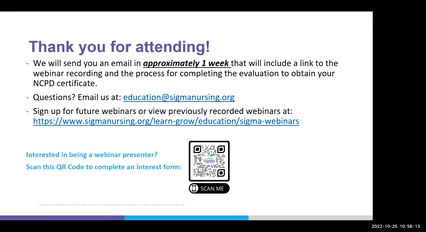 Thank you for attending!
- We will send you an email in approximately 1 week that will include a link to the
webinar recording and the process for completing the evaluation to obtain your
NCPD certificate.
- Questions? Email us at: education@sigmanursing.org
- Sign up for future webinars or view previously recorded webinars at:
https://www.sigmanursing.org/learn-grow/education/sigma-webinars
Interested in being a webinar presenter?
Scan this QR Code to complete an interest form:
SCAN ME
2022-10-25 10:56:13